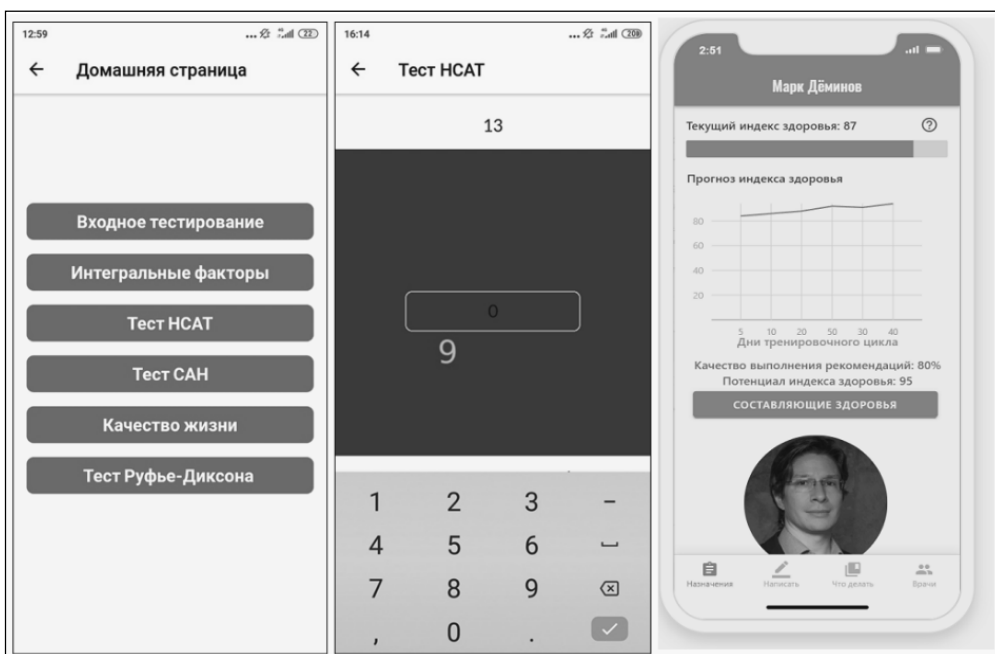 12:59
22
Домашняя страница
Входное тестирование
Интегральные факторы
Тест НСАТ
Тест САН
Качество жизни
Тест Руфье-Диксона
16:14
20
Тест НСАТ
13
0
9
1 2 3 –
4 5 6
7 8 9
, 0 .
2:51
Марк Дёминов
Текущий индекс здоровья: 87
Прогноз индекса здоровья
80
60
40
20
5 10 20 50 30 40
Дни тренировочного цикла
Качество выполнения рекомендаций: 80%
Потенциал индекса здоровья: 95
СОСТАВЛЯЮЩИЕ ЗДОРОВЬЯ
Назначения Написать Что делать Врачи